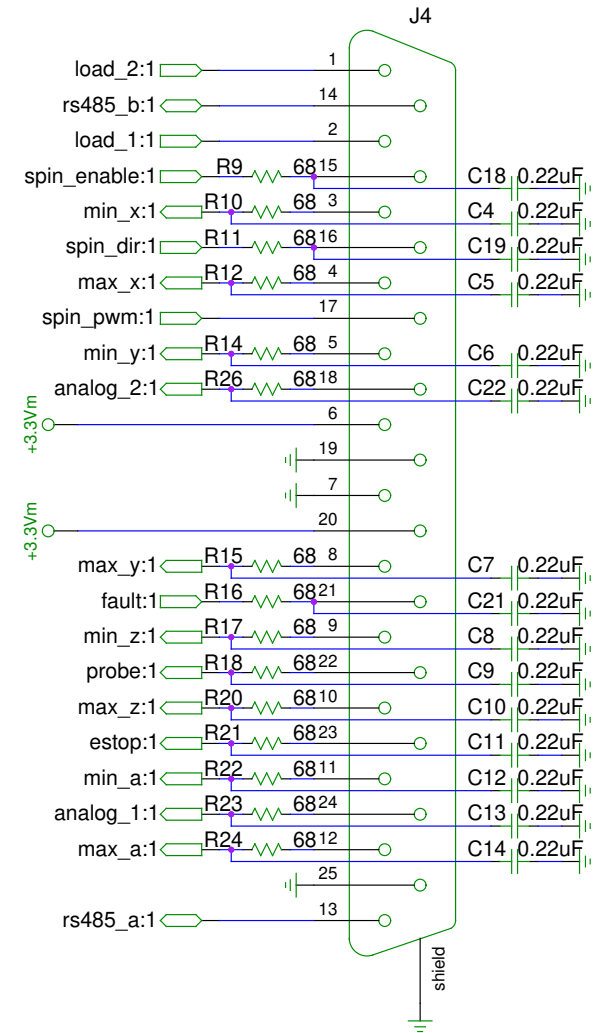 J4
load_2:1 1
rs485_b:1 14
load_1:1 2
spin_enable:1 R9 68 15 C18 0.22uF
min_x:1 R10 68 3 C4 0.22uF
spin_dir:1 R11 68 16 C19 0.22uF
max_x:1 R12 68 4 C5 0.22uF
spin_pwm:1 17
min_y:1 R14 68 5 C6 0.22uF
analog_2:1 R26 68 18 C22 0.22uF
+3.3Vm 6
19
7
+3.3Vm 20
max_y:1 R15 68 8 C7 0.22uF
fault:1 R16 68 21 C21 0.22uF
min_z:1 R17 68 9 C8 0.22uF
probe:1 R18 68 22 C9 0.22uF
max_z:1 R20 68 10 C10 0.22uF
estop:1 R21 68 23 C11 0.22uF
min_a:1 R22 68 11 C12 0.22uF
analog_1:1 R23 68 24 C13 0.22uF
max_a:1 R24 68 12 C14 0.22uF
25
rs485_a:1 13
shield